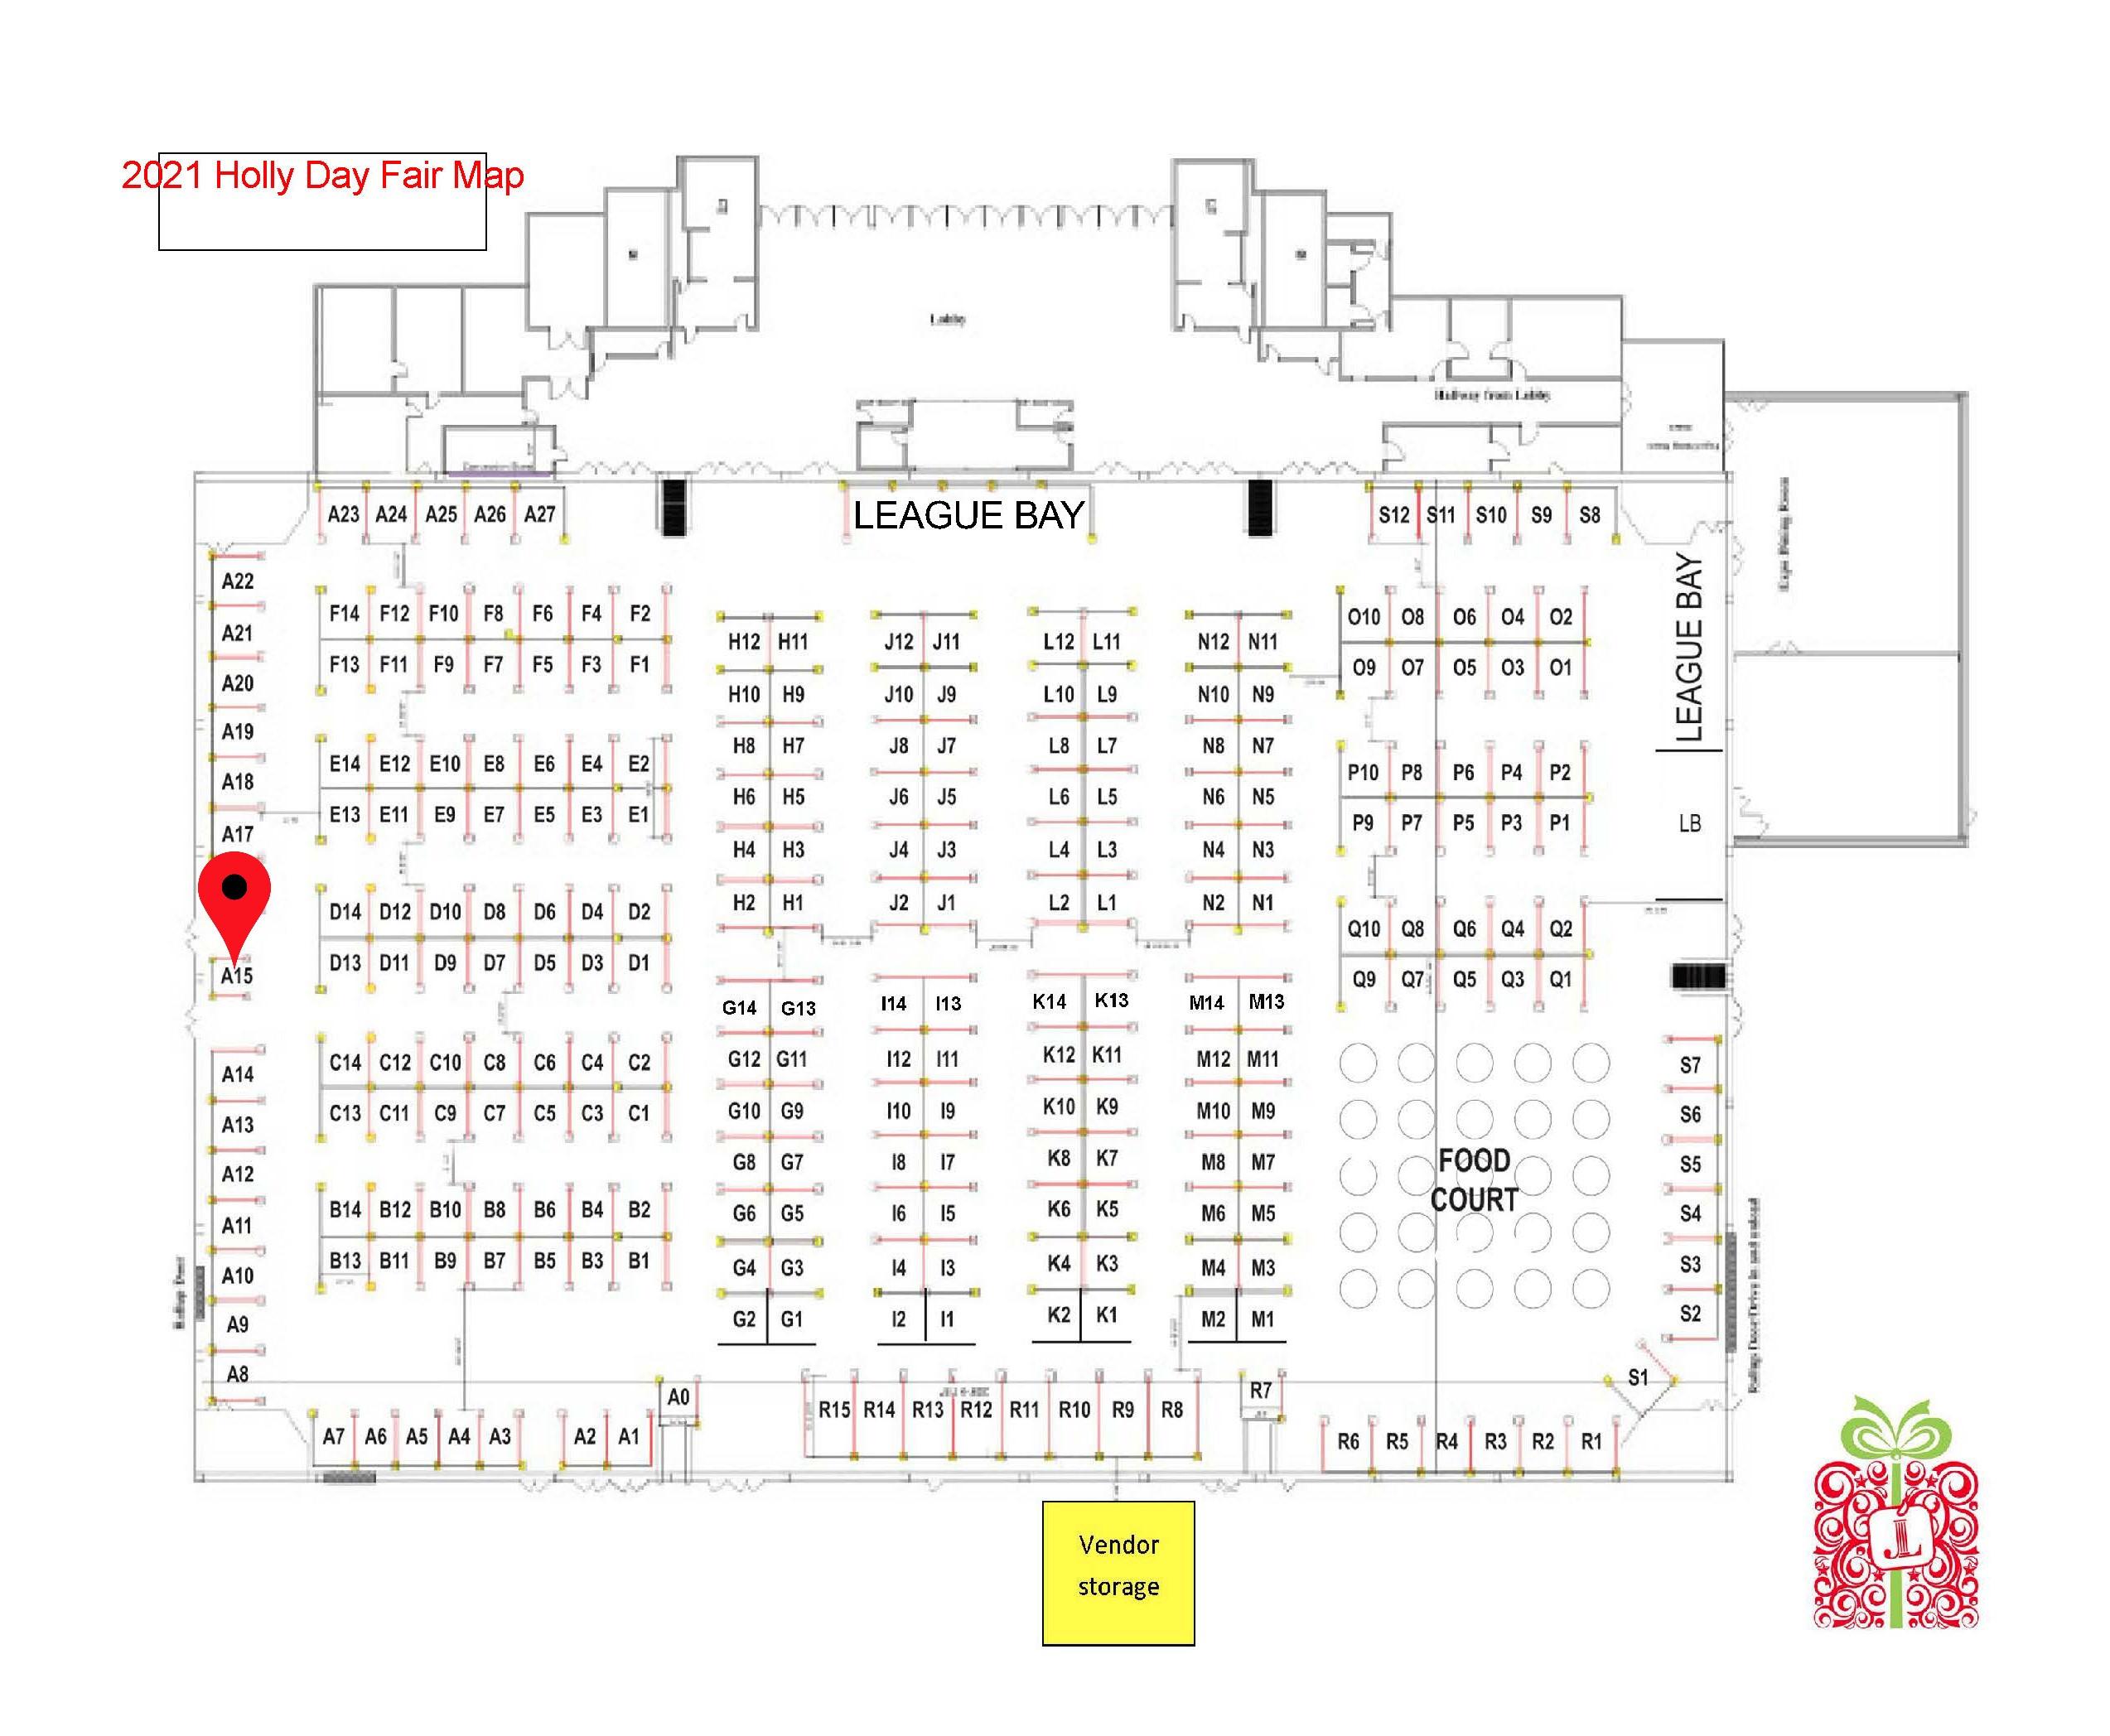 2021 Holly Day Fair Map
Lobby
Hallway from Lobby
A23 A24 A25 A26 A27
LEAGUE BAY
S12 S11 S10 S9 S8
A22
A21
A20
A19
A18
A17
A15
A14
A13
A12
A11
A10
A9
A8
F14 F12 F10 F8 F6 F4 F2
F13 F11 F9 F7 F5 F3 F1
E14 E12 E10 E8 E6 E4 E2
E13 E11 E9 E7 E5 E3 E1
D14 D12 D10 D8 D6 D4 D2
D13 D11 D9 D7 D5 D3 D1
C14 C12 C10 C8 C6 C4 C2
C13 C11 C9 C7 C5 C3 C1
B14 B12 B10 B8 B6 B4 B2
B13 B11 B9 B7 B5 B3 B1
H12 H11
H10 H9
H8 H7
H6 H5
H4 H3
H2 H1
G14 G13
G12 G11
G10 G9
G8 G7
G6 G5
G4 G3
G2 G1
J12 J11
J10 J9
J8 J7
J6 J5
J4 J3
J2 J1
I14 I13
I12 I11
I10 I9
I8 I7
I6 I5
I4 I3
I2 I1
L12 L11
L10 L9
L8 L7
L6 L5
L4 L3
L2 L1
K14 K13
K12 K11
K10 K9
K8 K7
K6 K5
K4 K3
K2 K1
N12 N11
N10 N9
N8 N7
N6 N5
N4 N3
N2 N1
M14 M13
M12 M11
M10 M9
M8 M7
M6 M5
M4 M3
M2 M1
O10 O8 O6 O4 O2
O9 O7 O5 O3 O1
P10 P8 P6 P4 P2
P9 P7 P5 P3 P1
Q10 Q8 Q6 Q4 Q2
Q9 Q7 Q5 Q3 Q1
LEAGUE BAY
LB
FOOD
COURT
S7
S6
S5
S4
S3
S2
S1
A7 A6 A5 A4 A3 A2 A1
A0
R15 R14 R13 R12 R11 R10 R9 R8
R7
R6 R5 R4 R3 R2 R1
Vendor
storage
JL